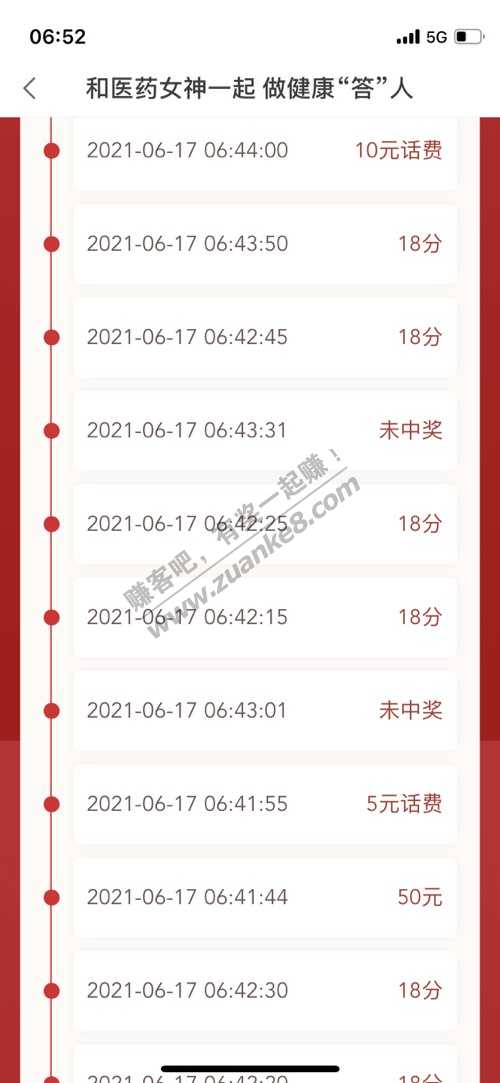 06:52
5G
和医药女神一起 做健康“答”人
2021-06-17 06:44:00 10元话费
2021-06-17 06:43:50 18分
2021-06-17 06:42:45 18分
2021-06-17 06:43:31 未中奖
2021-06-17 06:42:25 18分
赚客吧，有奖一起赚！
www.zuanke8.com
2021-06-17 06:42:15 18分
2021-06-17 06:43:01 未中奖
2021-06-17 06:41:55 5元话费
2021-06-17 06:41:44 50元
2021-06-17 06:42:30 18分